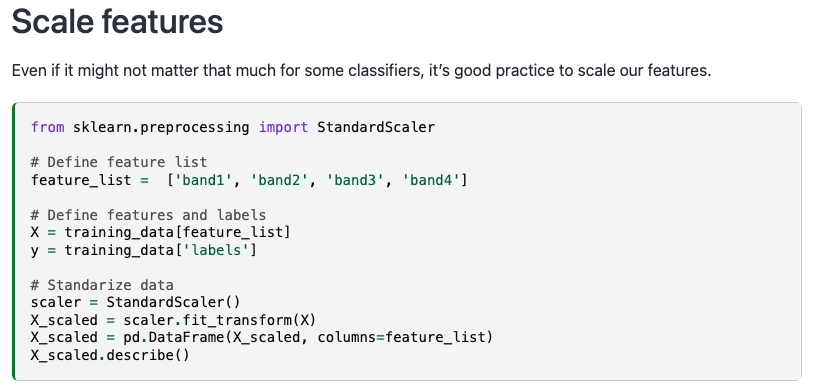 Scale features
Even if it might not matter that much for some classifiers, it’s good practice to scale our features.
from sklearn.preprocessing import StandardScaler
# Define feature list
feature_list =  ['band1', 'band2', 'band3', 'band4']
# Define features and labels
X = training_data[feature_list]
y = training_data['labels']
# Standarize data
scaler = StandardScaler()
X_scaled = scaler.fit_transform(X)
X_scaled = pd.DataFrame(X_scaled, columns=feature_list)
X_scaled.describe()